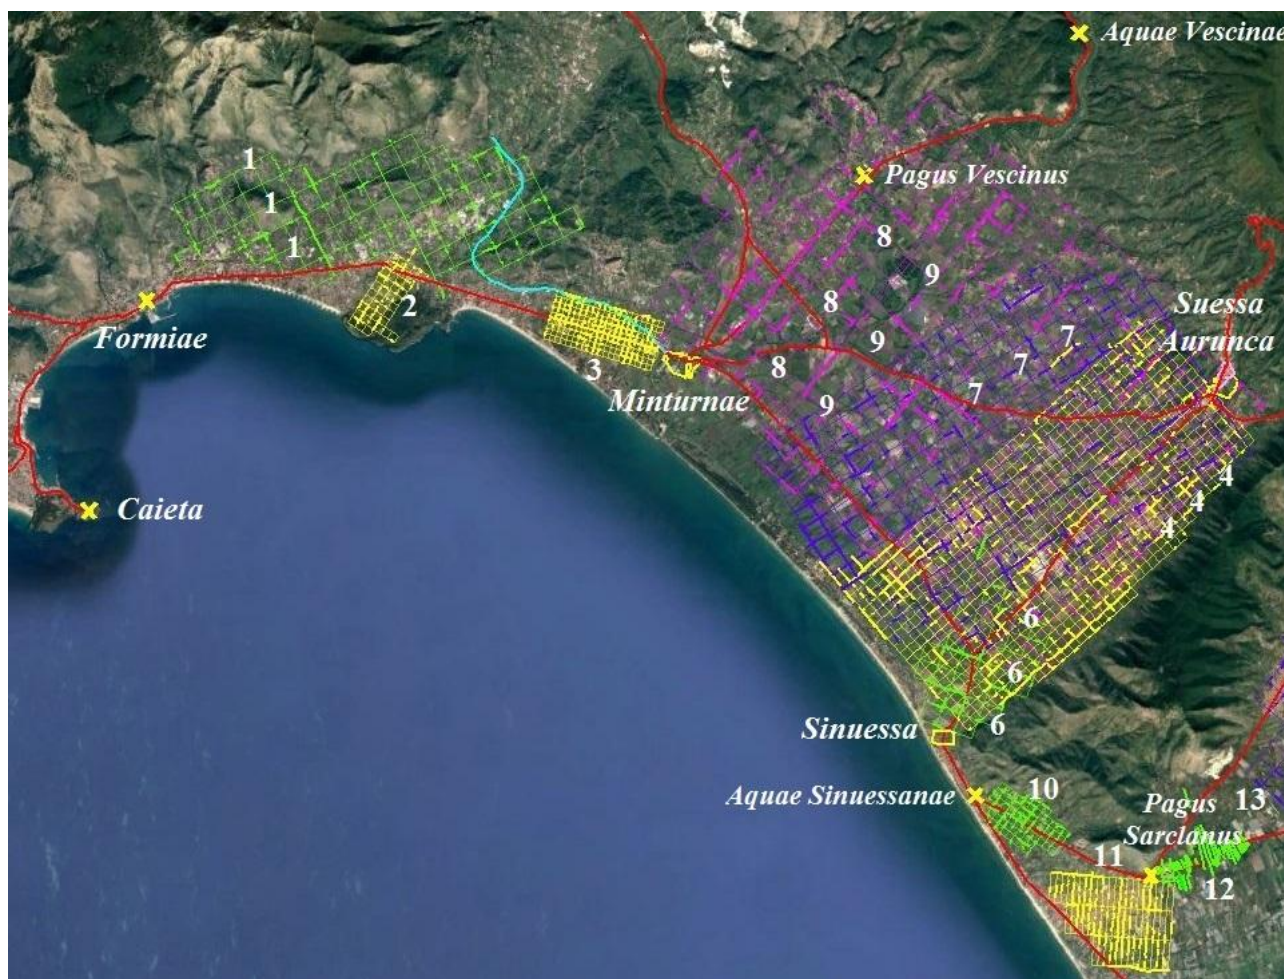 Aquae Vescinae
1
Pagus Vescinus
1
8
1
9
Suessa
Aurunca
2
8
Formiae
7
9
7
3
8
Minturnae
7
9
4
4
Caieta
4
6
6
Sinuessa
6
Aquae Sinuessanae
10
Pagus
Sarclanus
13
11
12